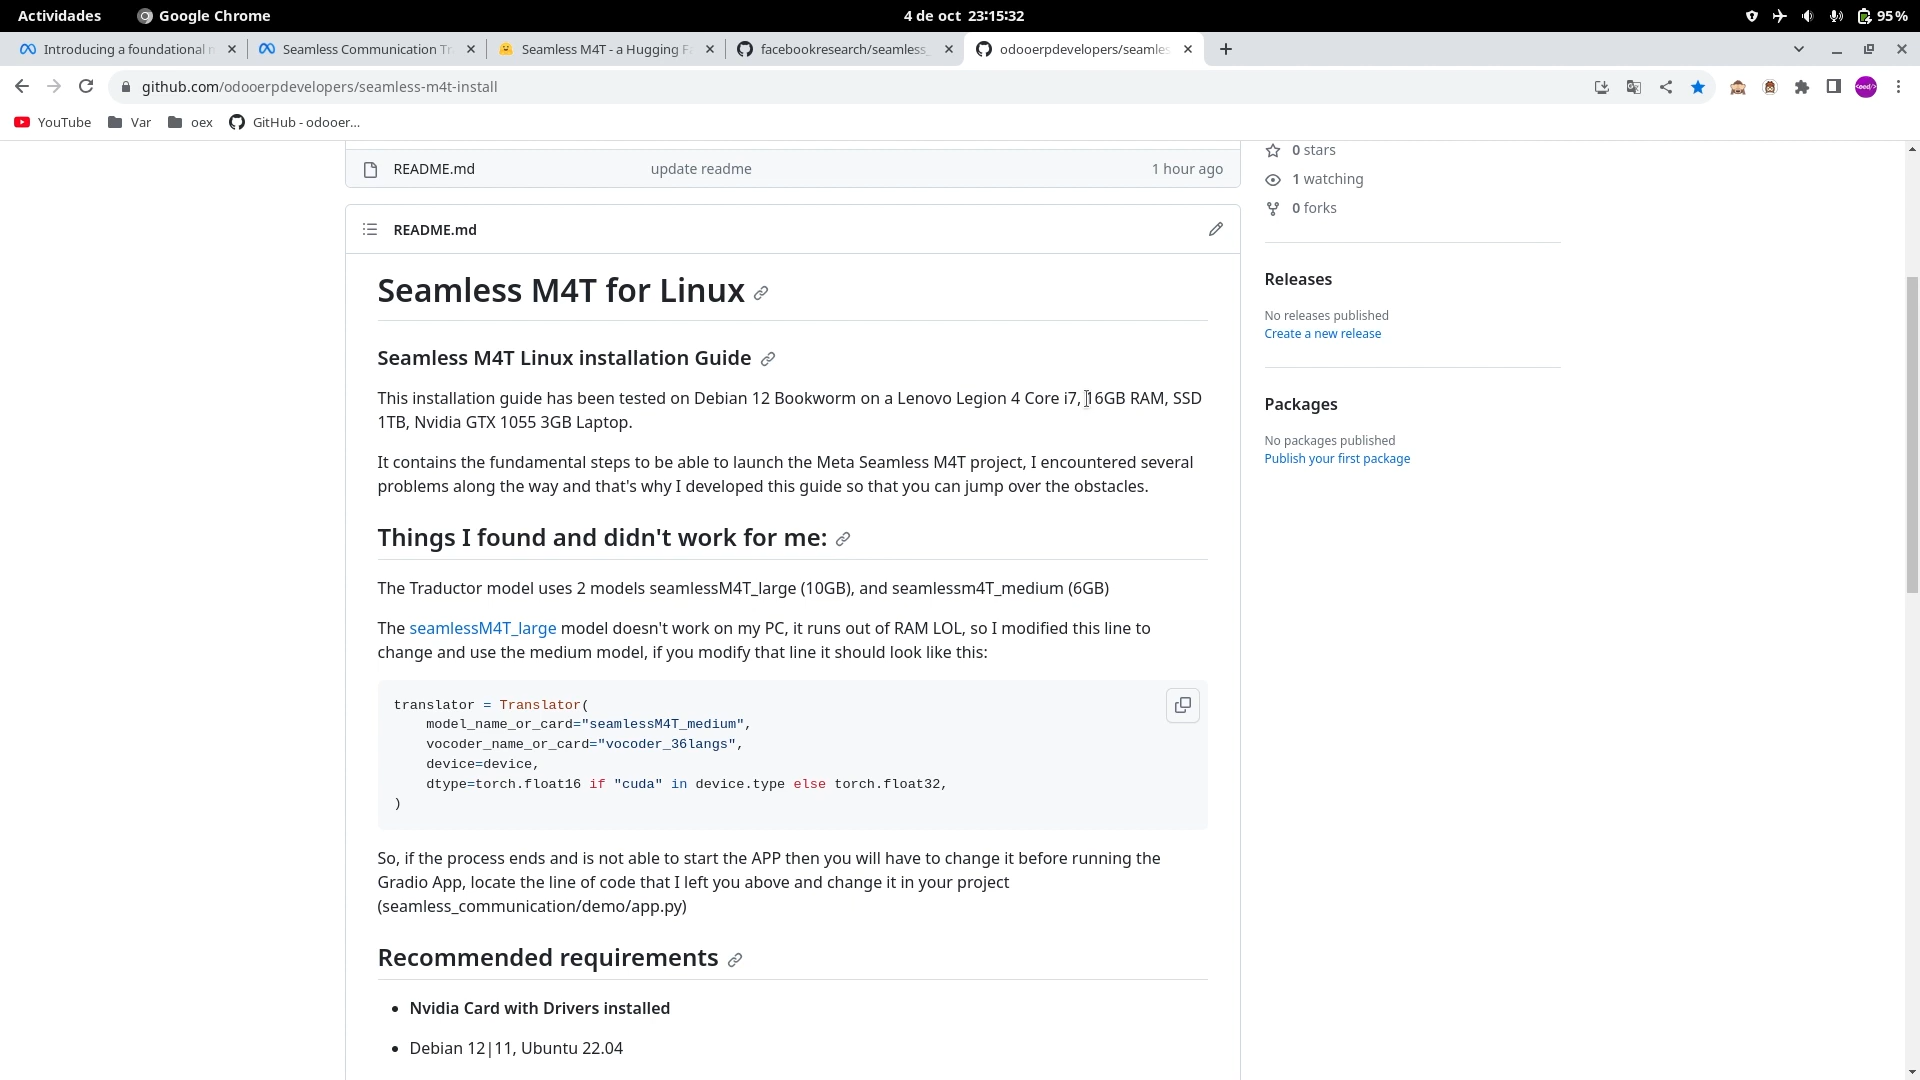 Actividades Google Chrome 4 de oct 23:15:32 95%
Introducing a foundational Seamless Communication Tr Seamless M4T - a Hugging F facebookresearch/seamless_ odooerpdevelopers/seamles
github.com/odooerpdevelopers/seamless-m4t-install
YouTube Var oex GitHub - odooer...
0 stars
README.md update readme 1 hour ago
1 watching
0 forks
README.md
Releases
Seamless M4T for Linux
No releases published
Create a new release
Seamless M4T Linux installation Guide
This installation guide has been tested on Debian 12 Bookworm on a Lenovo Legion 4 Core i7, 16GB RAM, SSD
1TB, Nvidia GTX 1055 3GB Laptop.
Packages
No packages published
Publish your first package
It contains the fundamental steps to be able to launch the Meta Seamless M4T project, I encountered several
problems along the way and that's why I developed this guide so that you can jump over the obstacles.
Things I found and didn't work for me:
The Traductor model uses 2 models seamlessM4T_large (10GB), and seamlessm4T_medium (6GB)
The seamlessM4T_large model doesn't work on my PC, it runs out of RAM LOL, so I modified this line to
change and use the medium model, if you modify that line it should look like this:
translator = Translator(
model_name_or_card="seamlessM4T_medium",
vocoder_name_or_card="vocoder_36langs",
device=device,
dtype=torch.float16 if "cuda" in device.type else torch.float32,
)
So, if the process ends and is not able to start the APP then you will have to change it before running the
Gradio App, locate the line of code that I left you above and change it in your project
(seamless_communication/demo/app.py)
Recommended requirements
• Nvidia Card with Drivers installed
• Debian 12|11, Ubuntu 22.04